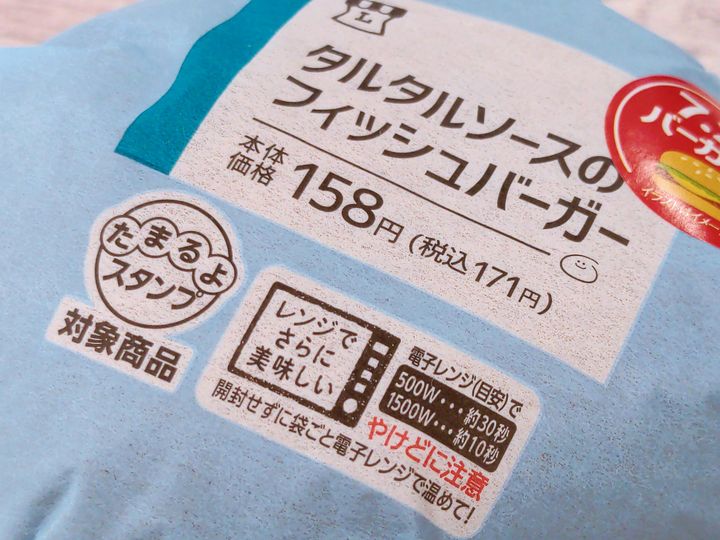 L
タルタルソースの
フィッシュバーガー
本体
価格 158円 (税込171円)
バーガ
たまるよ
スタンプ
対象商品
レンジで
さらに
美味しい
電子レンジ(目安)で
500W･･･約30秒
1500W･･･約10秒
やけどに注意
開封せずに袋ごと電子レンジで温めて!